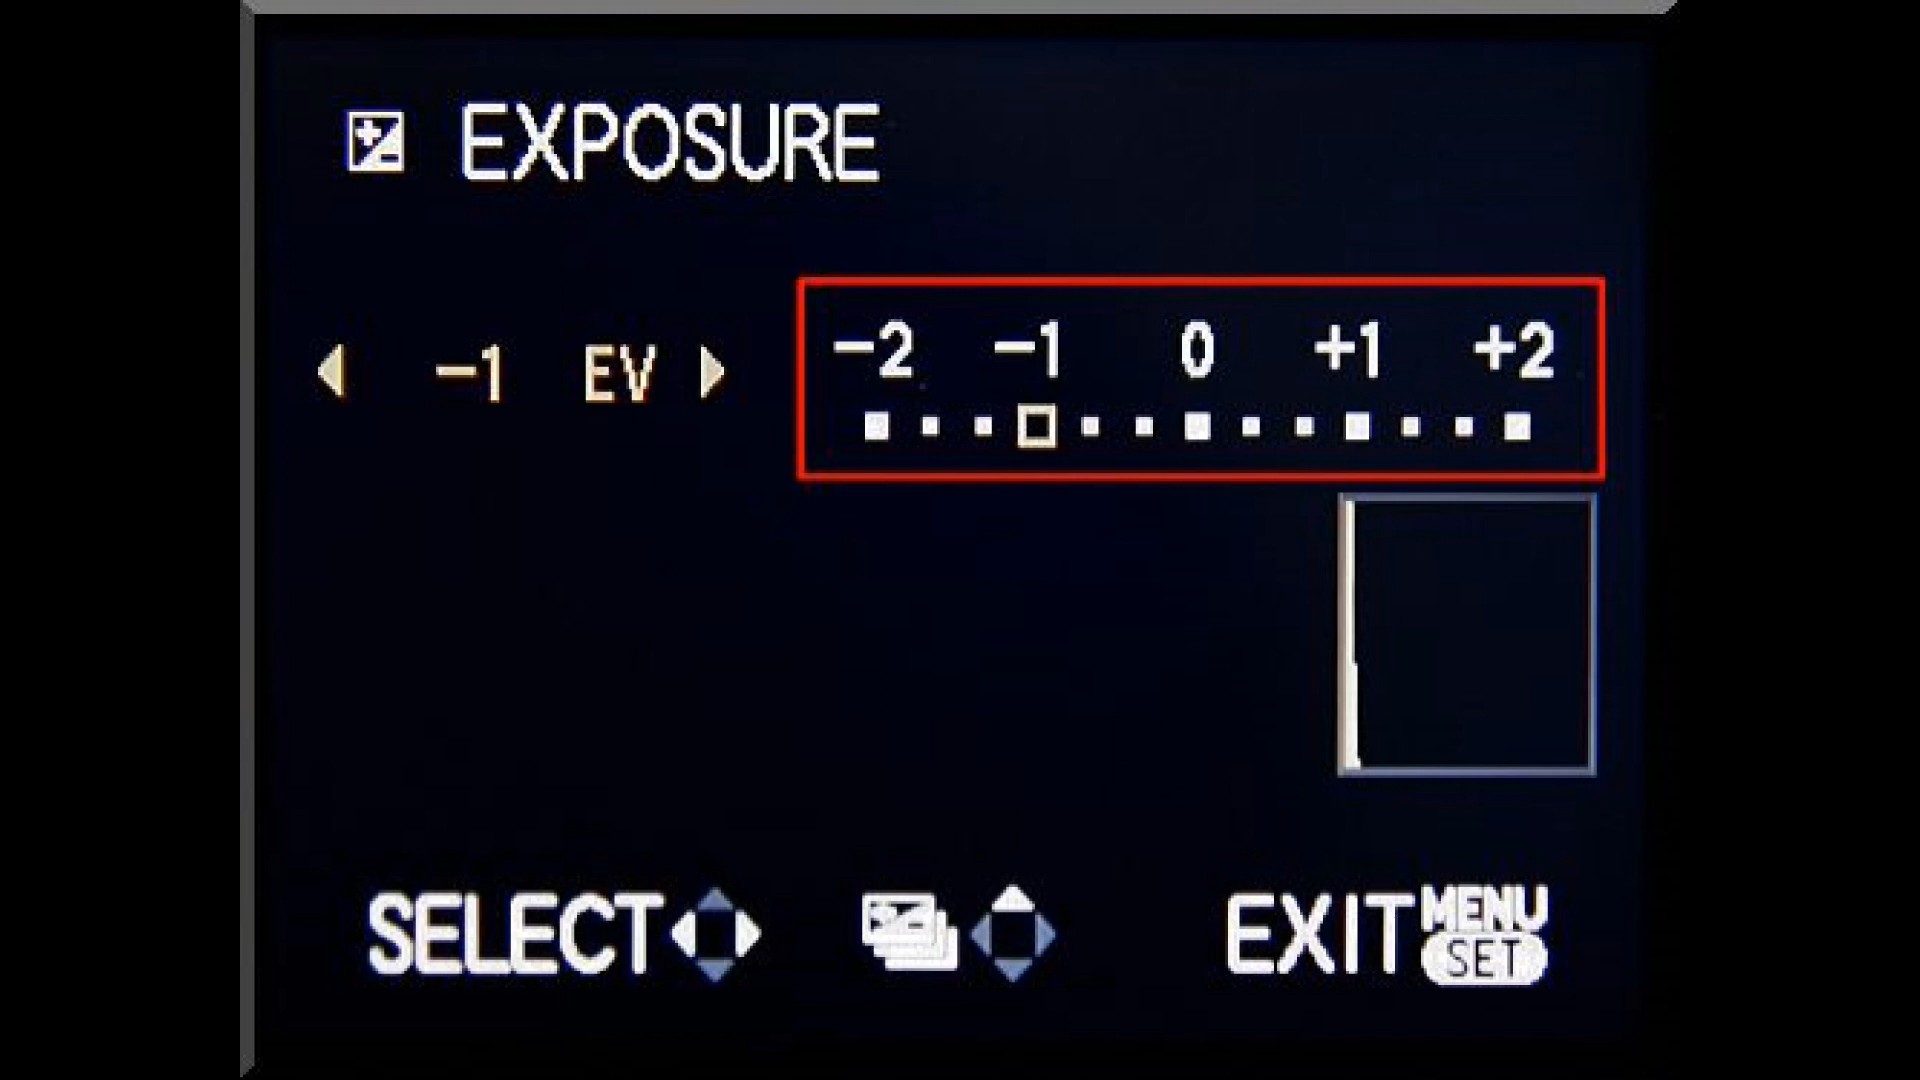 EXPOSURE
−2 −1 0 +1 +2
−1 EV
SELECT EXIT MENU
SET